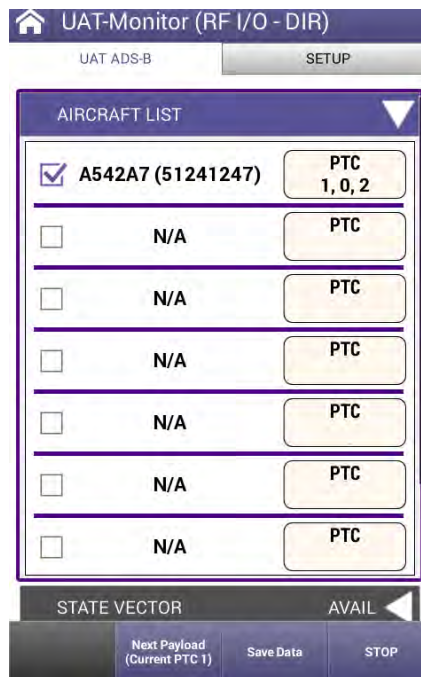 UAT-Monitor (RF I/O - DIR)
UAT ADS-B SETUP
AIRCRAFT LIST
A542A7 (51241247) PTC
1, 0, 2
N/A PTC
N/A PTC
N/A PTC
N/A PTC
N/A PTC
N/A PTC
STATE VECTOR AVAIL
Next Payload
(Current PTC 1) Save Data STOP